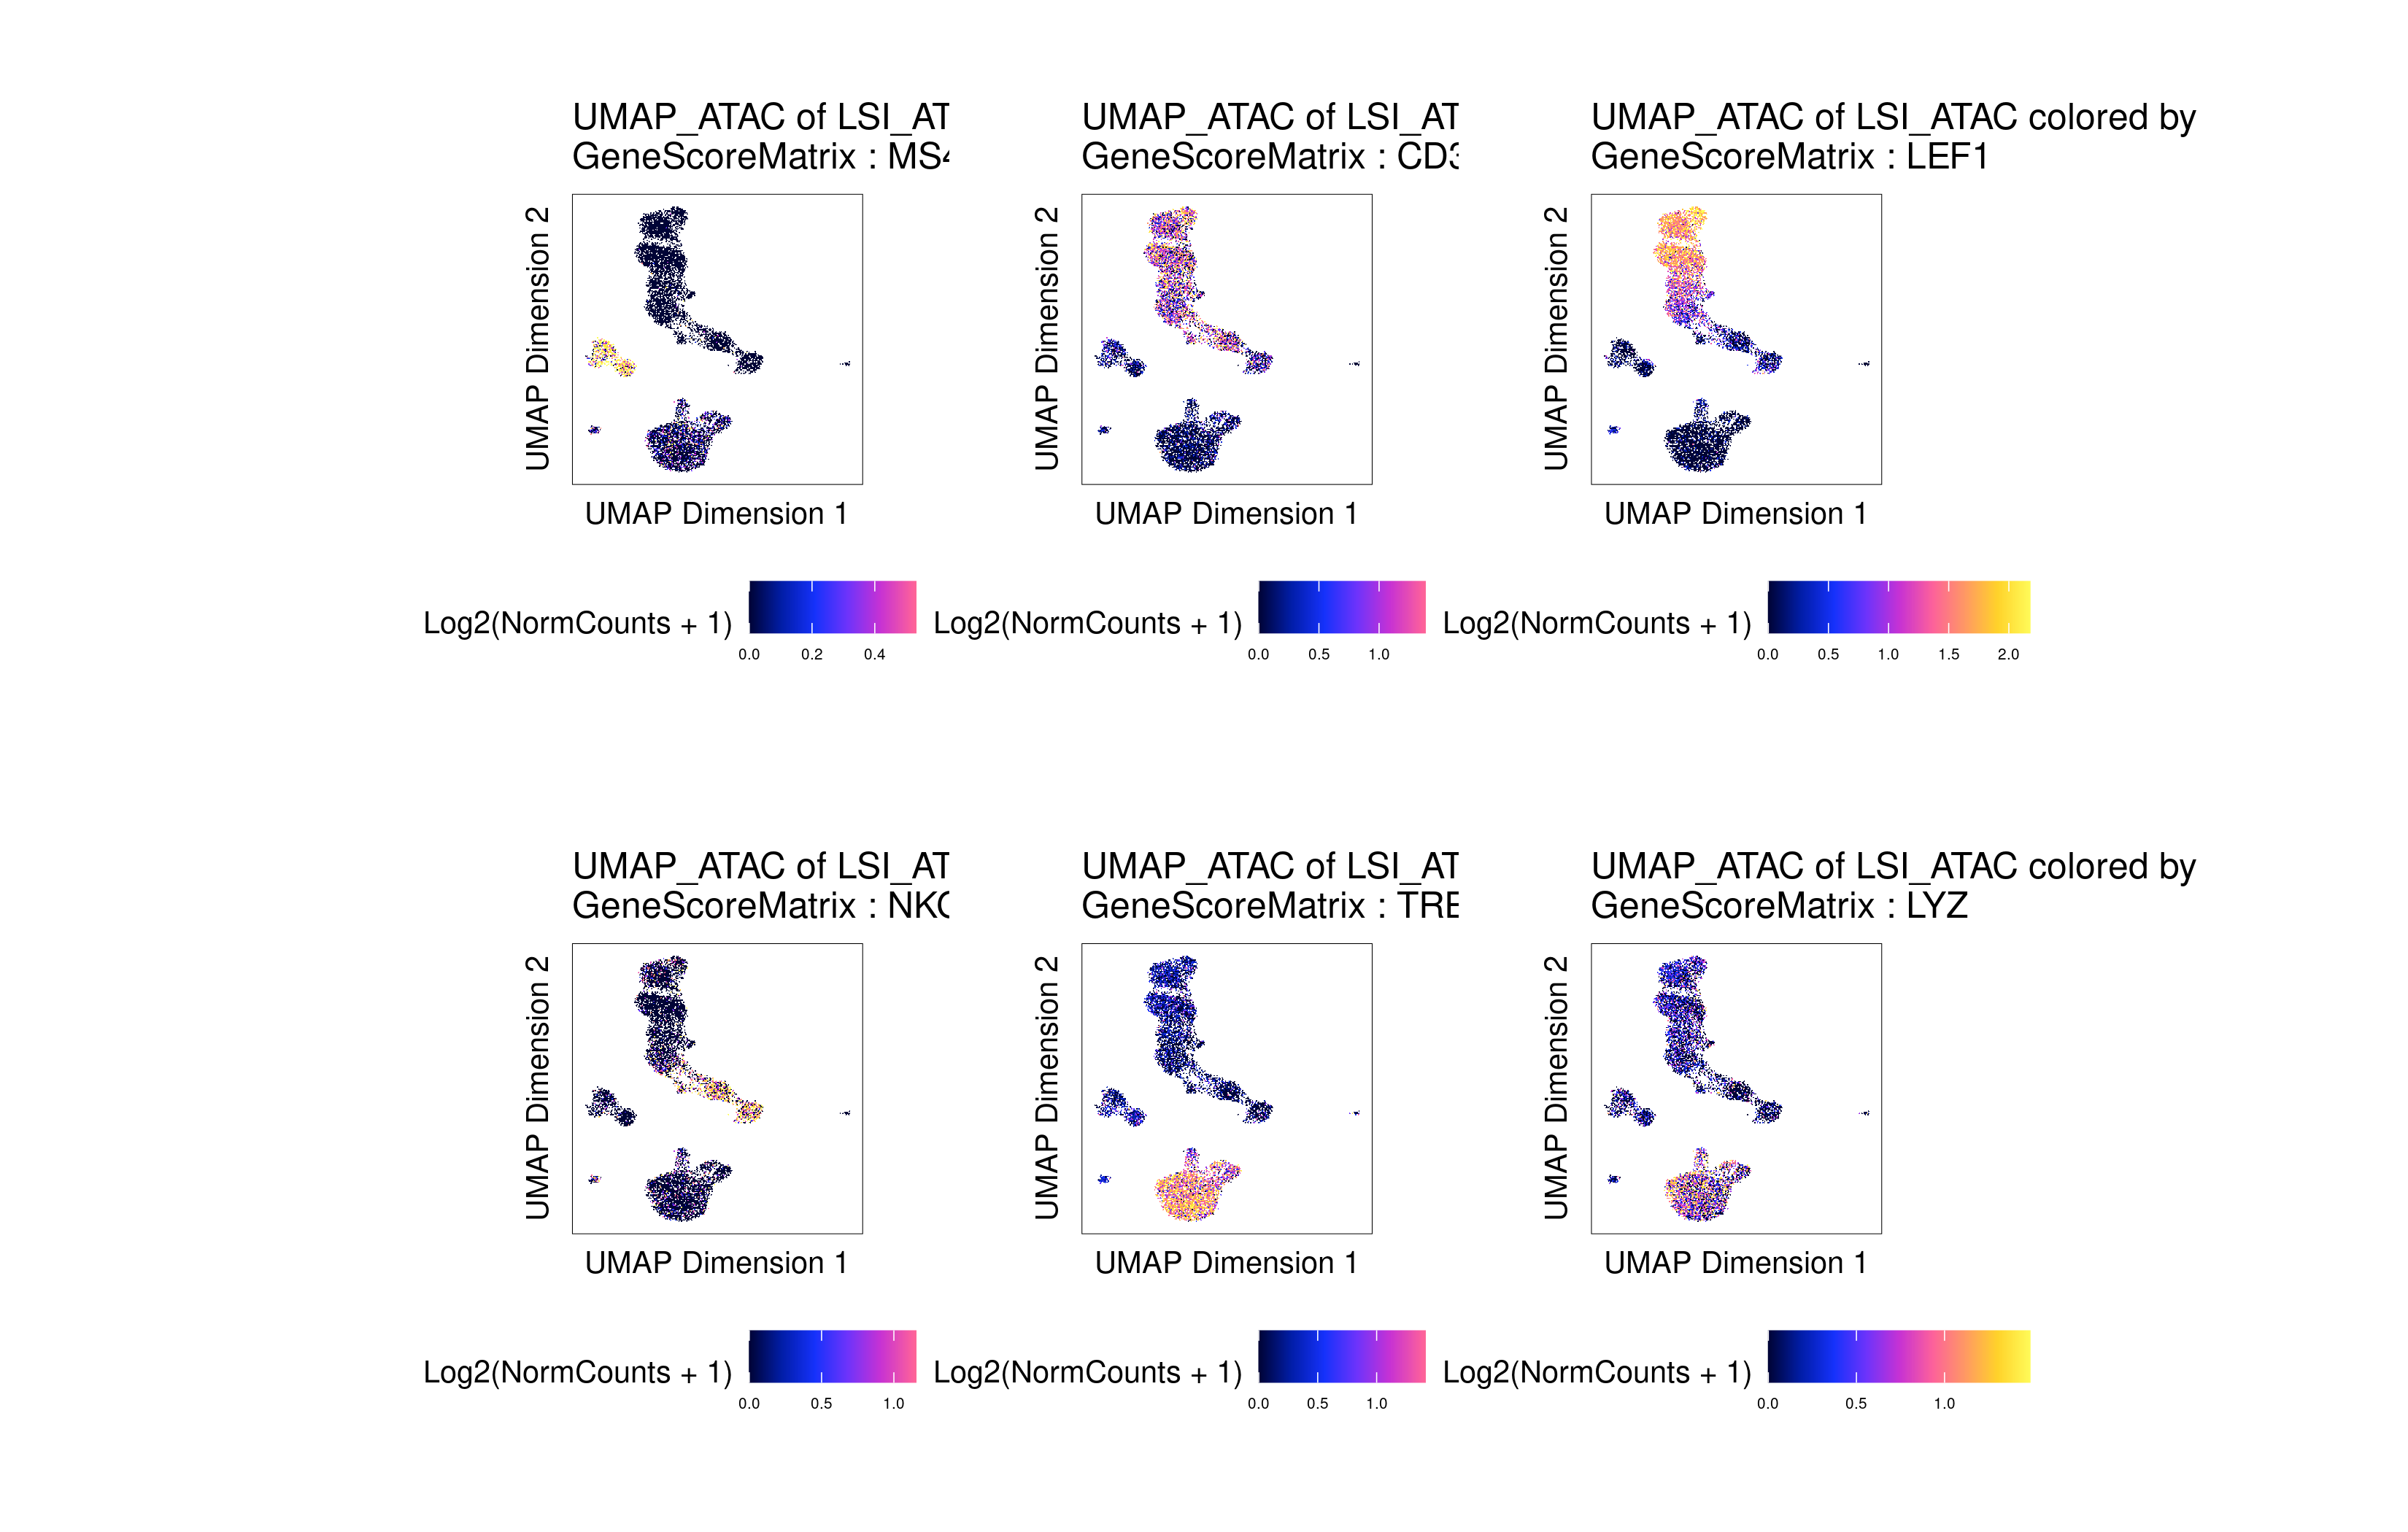 UMAP_ATAC of LSI_AT
GeneScoreMatrix : MS4
UMAP Dimension 2
UMAP Dimension 1
Log2(NormCounts + 1)
0.0 0.2 0.4
UMAP_ATAC of LSI_AT
GeneScoreMatrix : CD3
UMAP Dimension 2
UMAP Dimension 1
Log2(NormCounts + 1)
0.0 0.5 1.0
UMAP_ATAC of LSI_ATAC colored by
GeneScoreMatrix : LEF1
UMAP Dimension 2
UMAP Dimension 1
Log2(NormCounts + 1)
0.0 0.5 1.0 1.5 2.0
UMAP_ATAC of LSI_AT
GeneScoreMatrix : NK
UMAP Dimension 2
UMAP Dimension 1
Log2(NormCounts + 1)
0.0 0.5 1.0
UMAP_ATAC of LSI_AT
GeneScoreMatrix : TRE
UMAP Dimension 2
UMAP Dimension 1
Log2(NormCounts + 1)
0.0 0.5 1.0
UMAP_ATAC of LSI_ATAC colored by
GeneScoreMatrix : LYZ
UMAP Dimension 2
UMAP Dimension 1
Log2(NormCounts + 1)
0.0 0.5 1.0